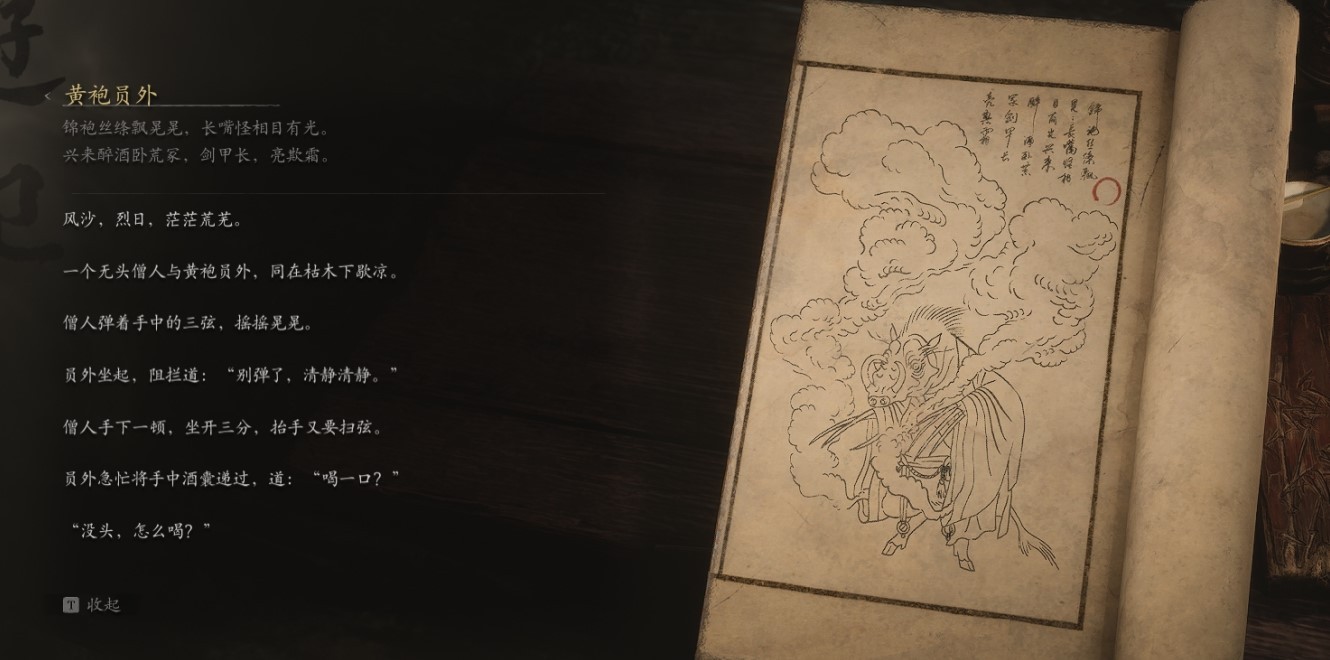 黄袍员外
锦袍丝绦飘晃晃，长嘴怪相目有光。
兴来醉酒卧荒冢，剑甲长，亮欺霜。
风沙，烈日，茫茫荒芜。
一个无头僧人与黄袍员外，同在枯木下歇凉。
僧人弹着手中的三弦，摇摇晃晃。
员外坐起，阻拦道：“别弹了，清静清静。”
僧人手下一顿，坐开三分，抬手又要扫弦。
员外急忙将手中酒囊递过，道：“喝一口？”
“没头，怎么喝？”
T 收起
锦袍丝绦飘
晃晃长嘴怪相
目有光兴来
醉酒卧荒
冢剑甲长
亮欺霜